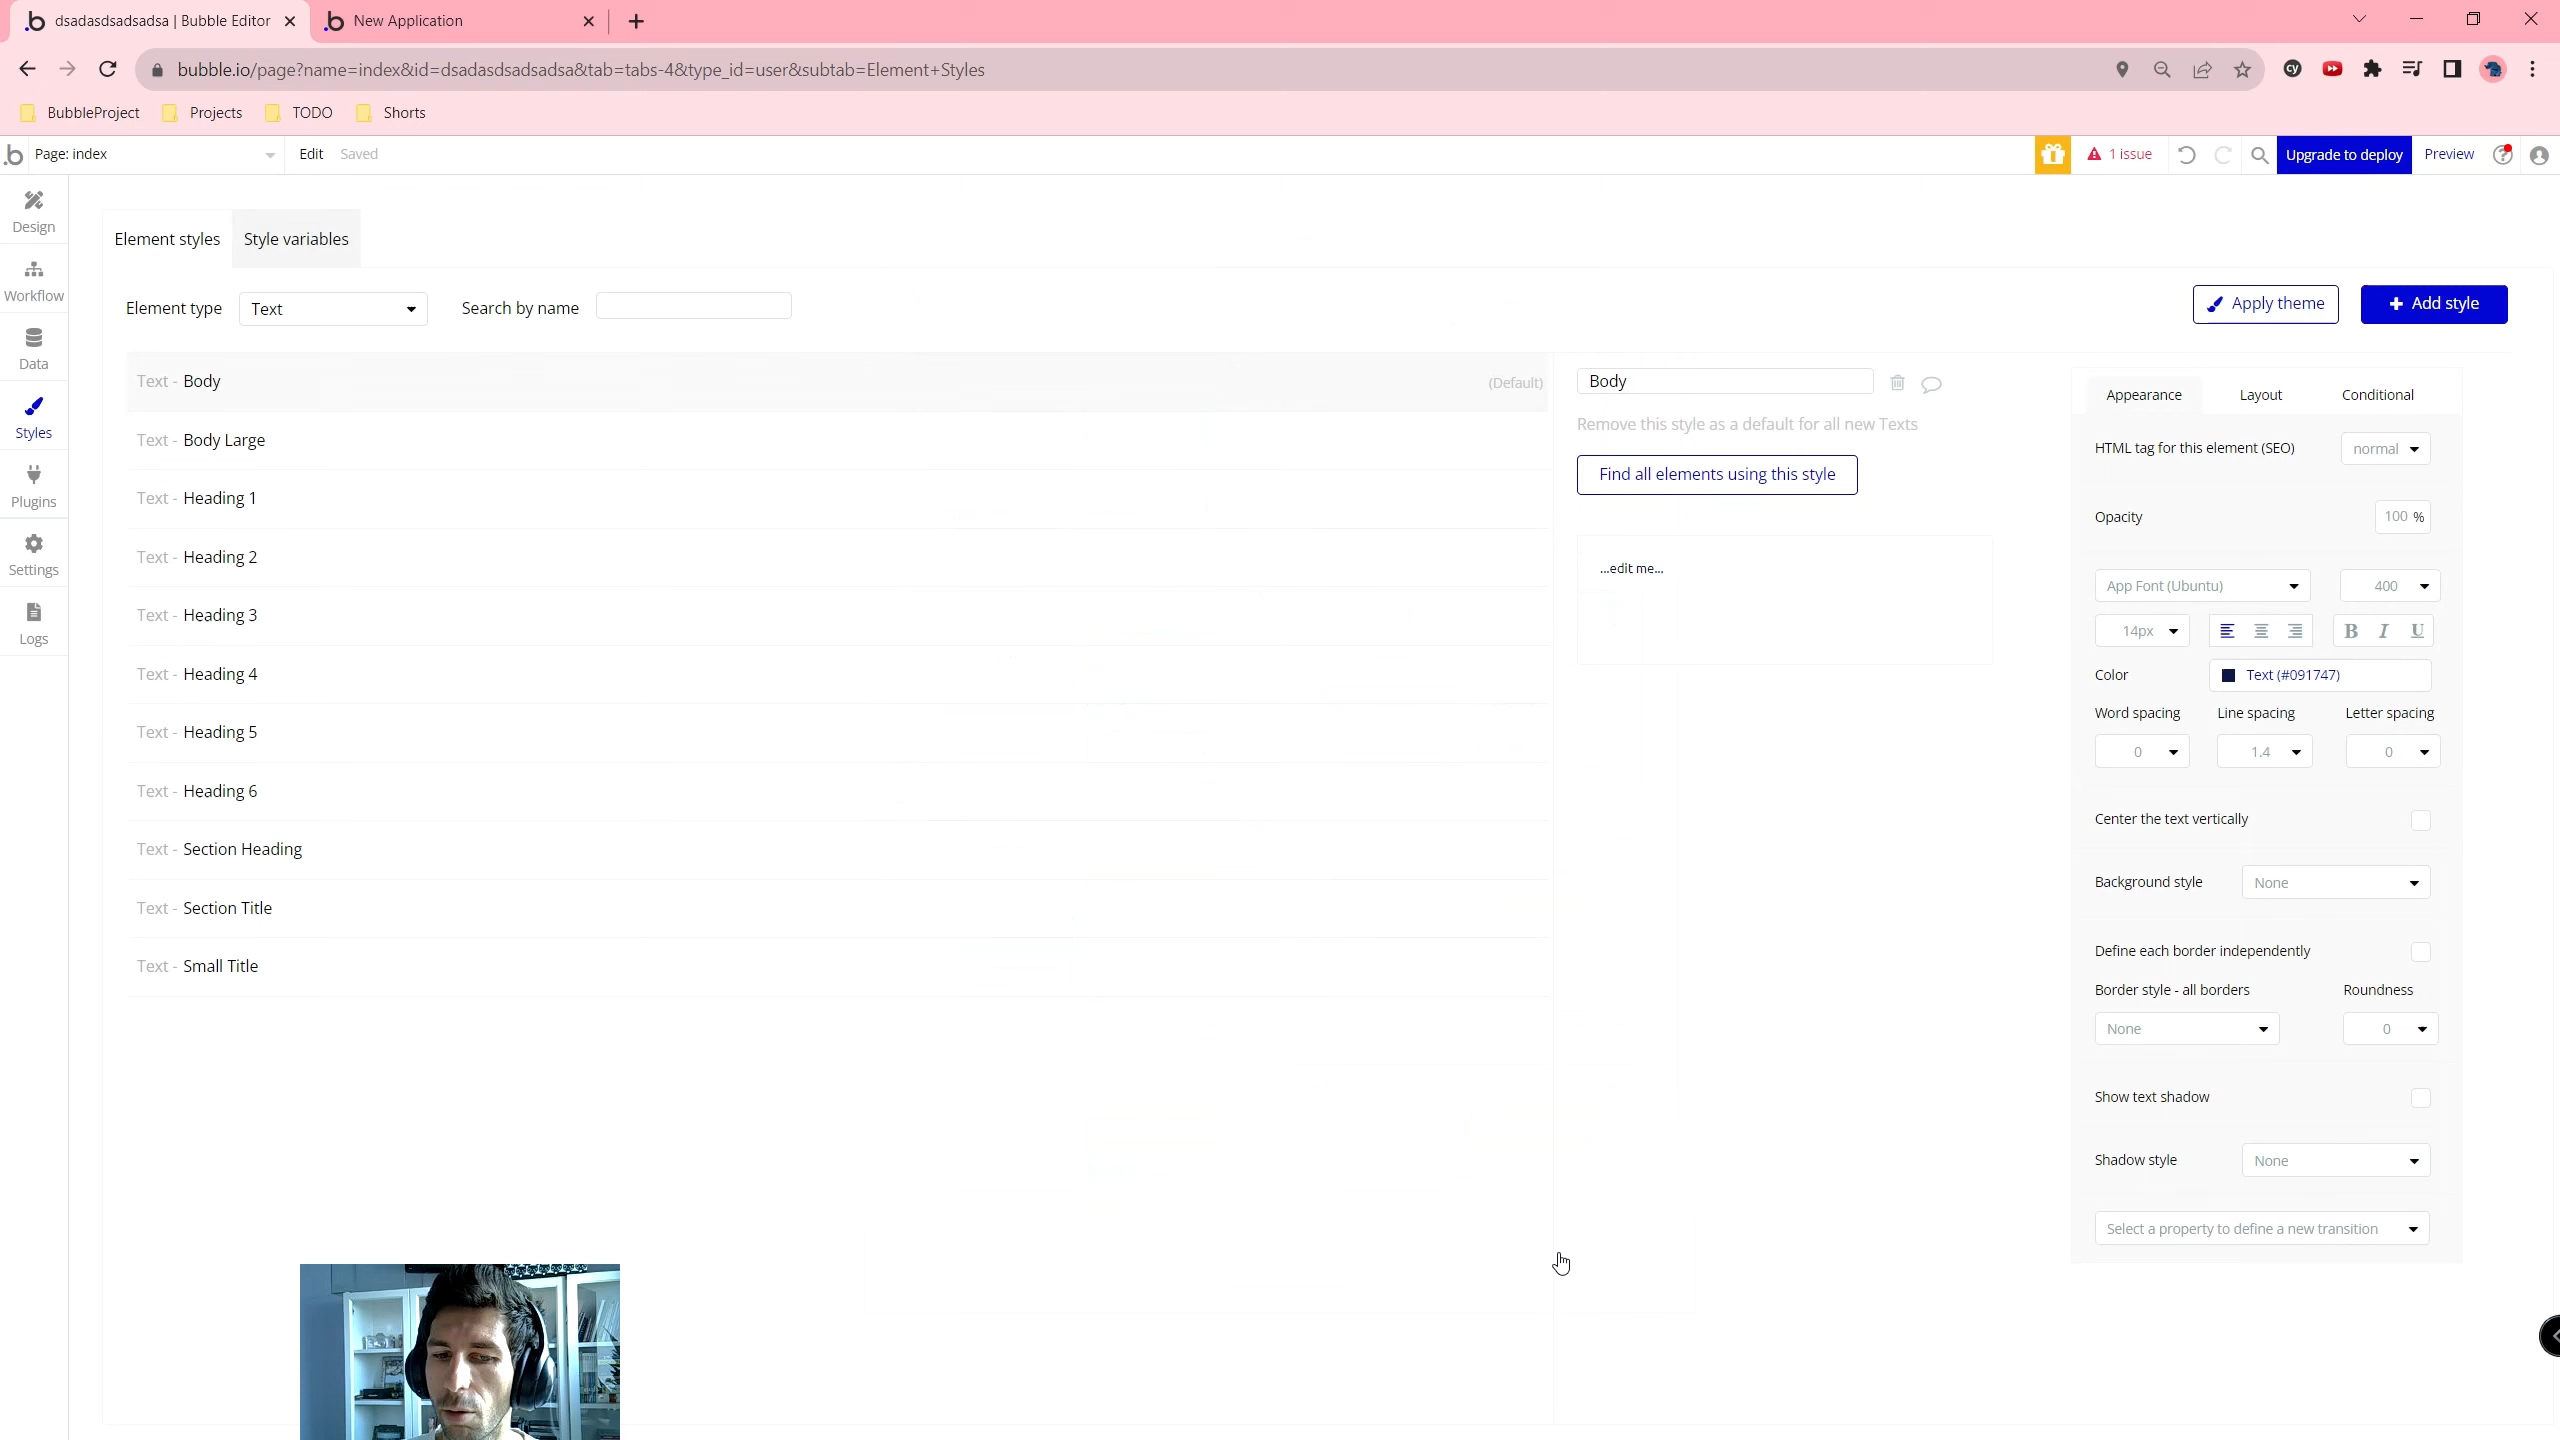 dsadasdsadsadsa | Bubble Editor
New Application
bubble.io/page?name=index&id=dsadasdsadsadsa&tab=tabs-4&type_id=user&subtab=Element+Styles
BubbleProject
Projects
TODO
Shorts
Page: index
Edit
Saved
1 issue
Upgrade to deploy
Preview
Design
Workflow
Data
Styles
Plugins
Settings
Logs
Element styles
Style variables
Element type
Text
Search by name
Apply theme
Add style
Text - Body
(Default)
Text - Body Large
Text - Heading 1
Text - Heading 2
Text - Heading 3
Text - Heading 4
Text - Heading 5
Text - Heading 6
Text - Section Heading
Text - Section Title
Text - Small Title
Body
Remove this style as a default for all new Texts
Find all elements using this style
...edit me...
Appearance
Layout
Conditional
HTML tag for this element (SEO)
normal
Opacity
100 %
App Font (Ubuntu)
400
14px
B I U
Color
Text (#091747)
Word spacing
Line spacing
Letter spacing
0
1.4
0
Center the text vertically
Background style
None
Define each border independently
Border style - all borders
Roundness
None
0
Show text shadow
Shadow style
None
Select a property to define a new transition